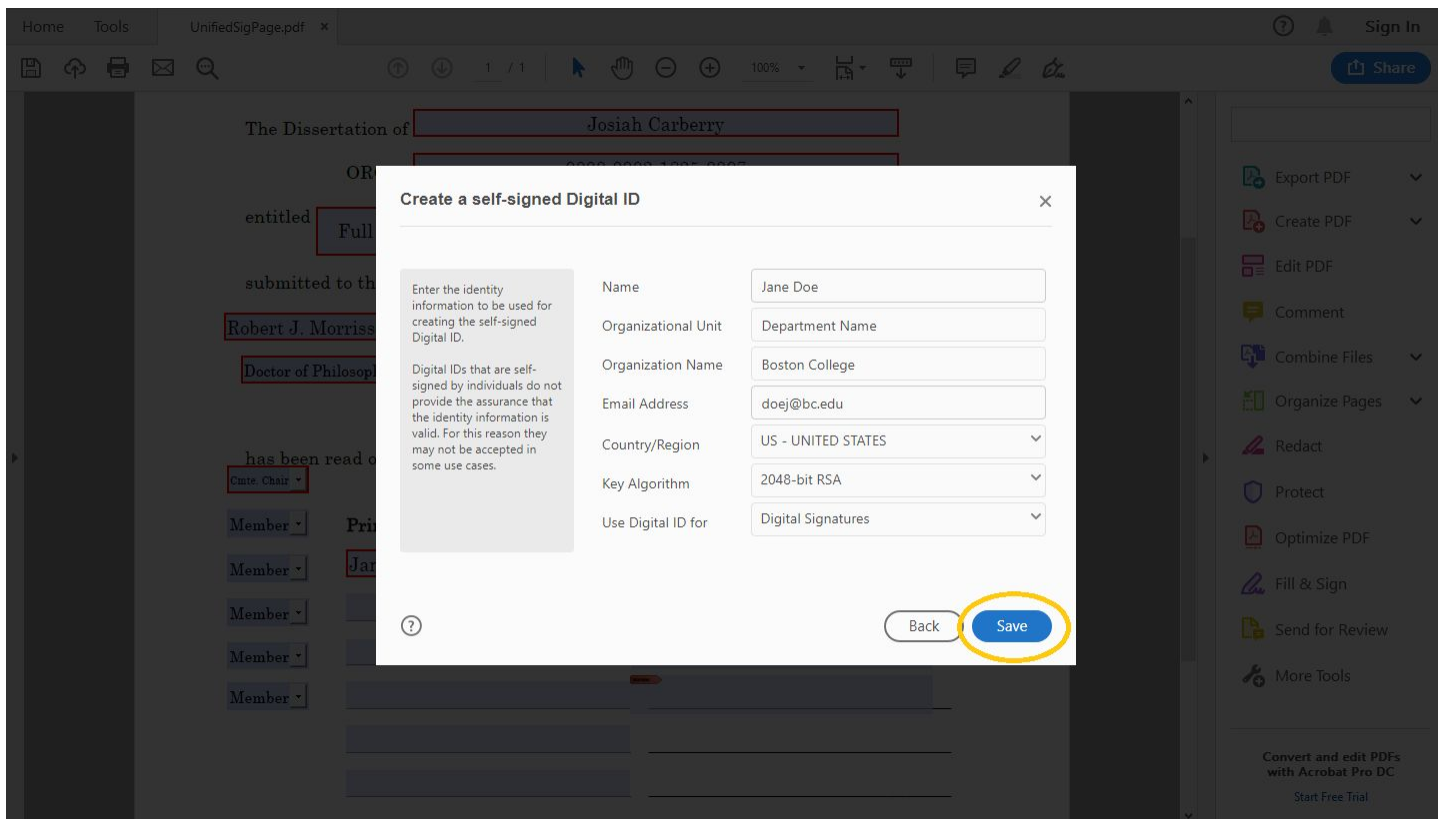 Home Tools UnifiedSigPage.pdf ×
Sign In
1 / 1 100%
Share
The Dissertation of Josiah Carberry
entitled Full
submitted to th
Robert J. Morriss
Doctor of Philosop
has been read o
Cmte. Chair
Member Pri
Member Jan
Member
Member
Member
Create a self-signed Digital ID
Enter the identity
information to be used for
creating the self-signed
Digital ID.
Digital IDs that are self-
signed by individuals do not
provide the assurance that
the identity information is
valid. For this reason they
may not be accepted in
some use cases.
Name Jane Doe
Organizational Unit Department Name
Organization Name Boston College
Email Address doej@bc.edu
Country/Region US - UNITED STATES
Key Algorithm 2048-bit RSA
Use Digital ID for Digital Signatures
Back Save
Export PDF
Create PDF
Edit PDF
Comment
Combine Files
Organize Pages
Redact
Protect
Optimize PDF
Fill & Sign
Send for Review
More Tools
Convert and edit PDFs
with Acrobat Pro DC
Start Free Trial